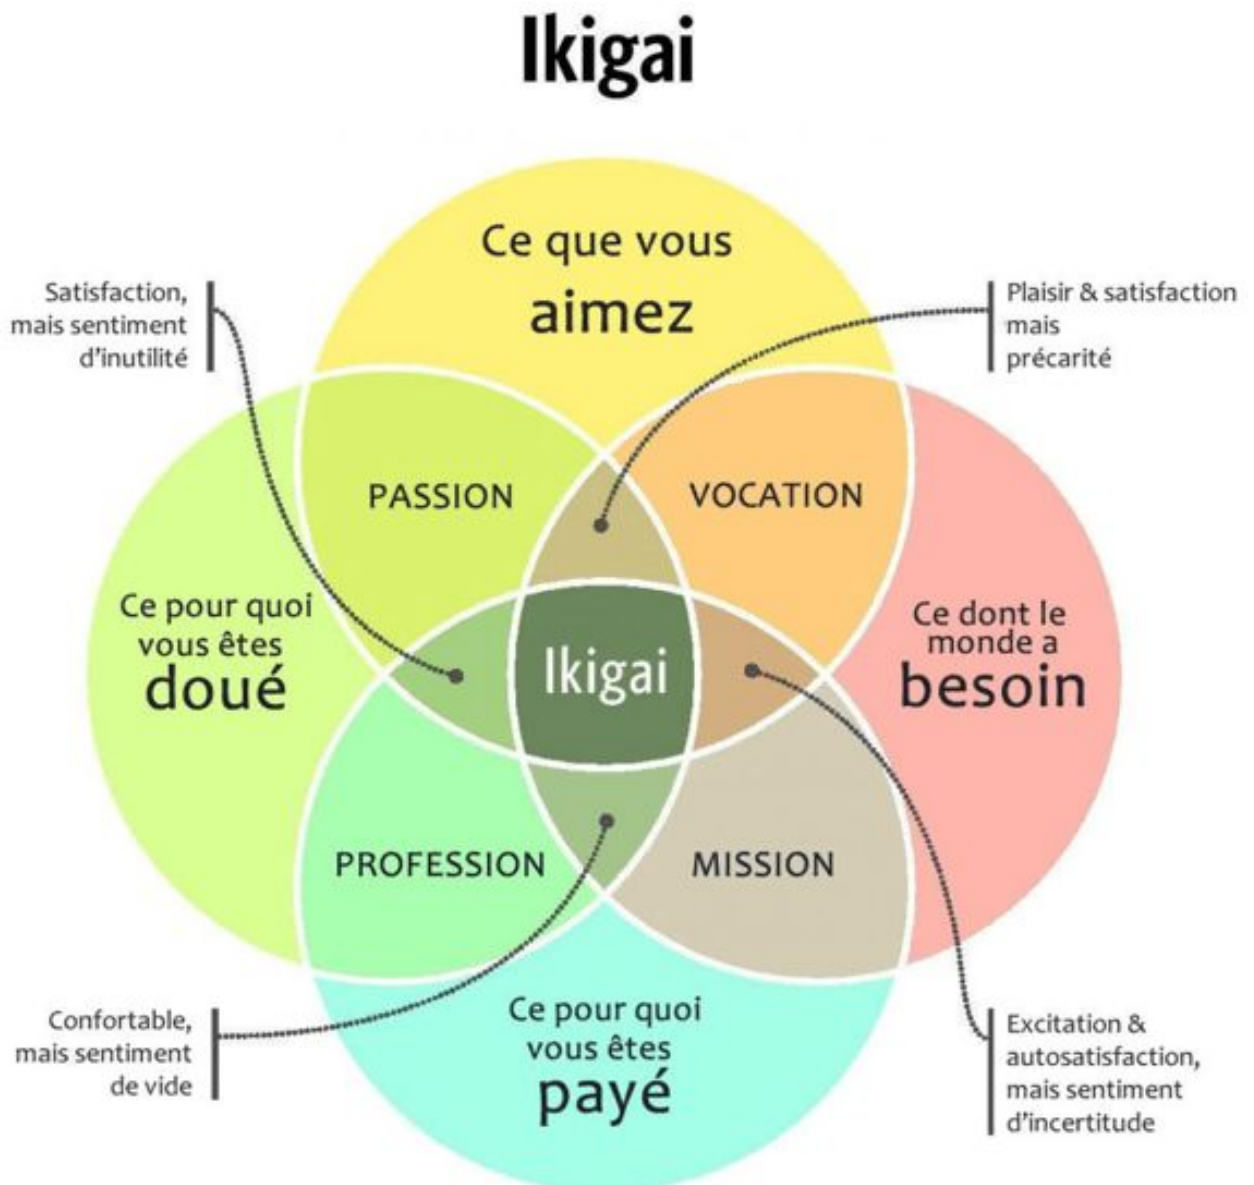 Ikigai
Ce que vous
aimez
Satisfaction,
mais sentiment
d'inutilité
Plaisir & satisfaction
mais
précarité
PASSION
VOCATION
Ce pour quoi
vous êtes
doué
Ikigai
Ce dont le
monde a
besoin
PROFESSION
MISSION
Ce pour quoi
vous êtes
payé
Confortable,
mais sentiment
de vide
Excitation &
autosatisfaction,
mais sentiment
d'incertitude